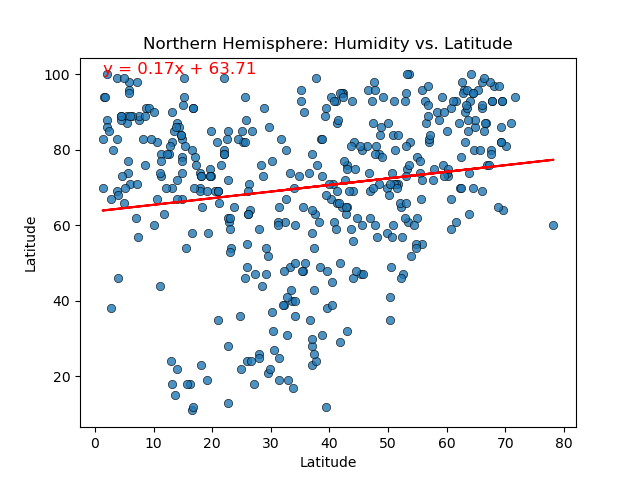 Northern Hemisphere: Humidity vs. Latitude
y = 0.17x + 63.71
100
80
60
40
20
Latitude
0 10 20 30 40 50 60 70 80
Latitude